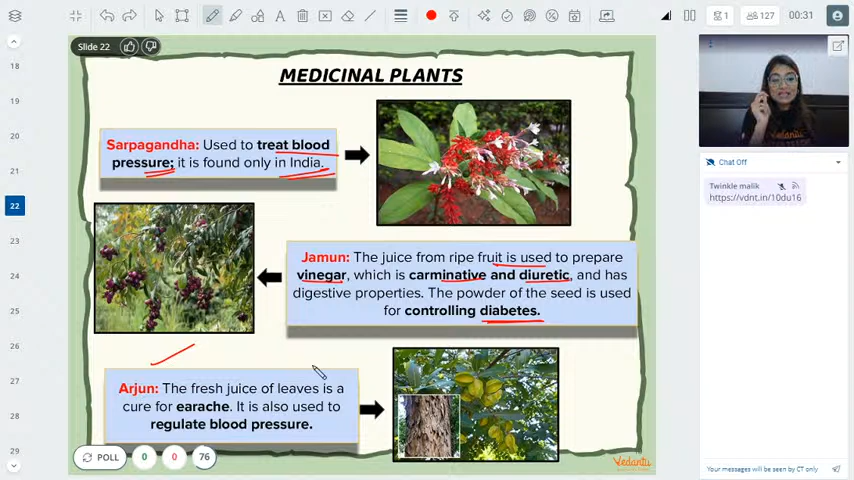 1
127
00:31
Slide 22
18
19
20
21
22
23
24
25
26
27
28
29
MEDICINAL PLANTS
Sarpagandha: Used to treat blood
pressure; it is found only in India.
Jamun: The juice from ripe fruit is used to prepare
vinegar, which is carminative and diuretic, and has
digestive properties. The powder of the seed is used
for controlling diabetes.
Arjun: The fresh juice of leaves is a
cure for earache. It is also used to
regulate blood pressure.
POLL
0
0
76
Vedantu
Chat Off
Twinkle malik
https://vdnt.in/10du16
Your messages will be seen by CT only